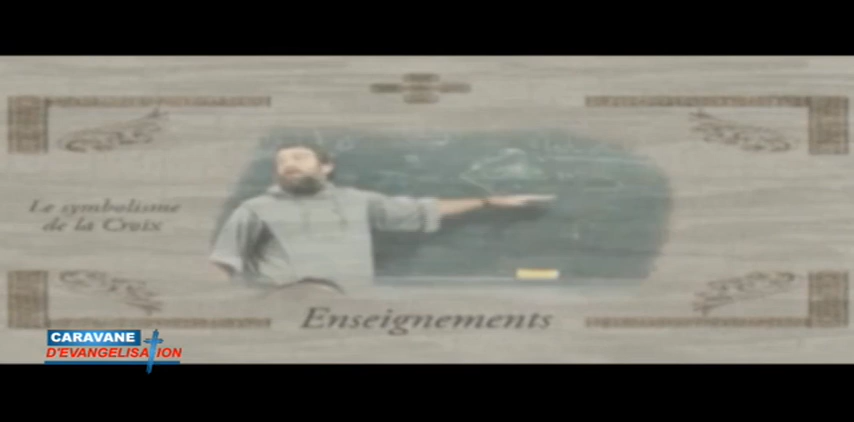 Le symbolisme
de la Croix
Enseignements
CARAVANE
D'EVANGELISATION